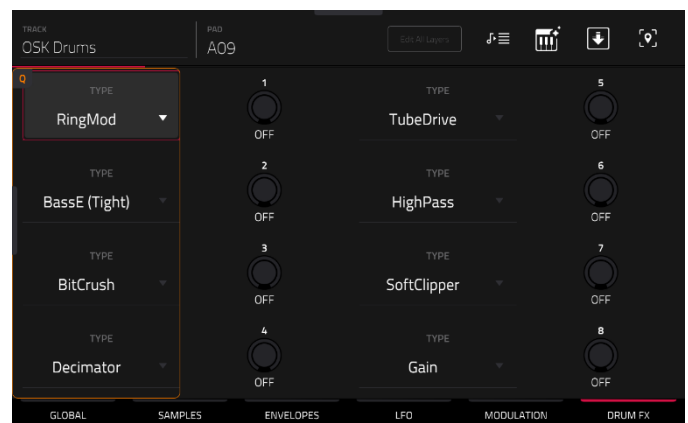 TRACK
OSK Drums
PAD
A09
Edit All Layers
Q
TYPE
RingMod
1
OFF
TYPE
TubeDrive
5
OFF
TYPE
BassE (Tight)
2
OFF
TYPE
HighPass
6
OFF
TYPE
BitCrush
3
OFF
TYPE
SoftClipper
7
OFF
TYPE
Decimator
4
OFF
TYPE
Gain
8
OFF
GLOBAL
SAMPLES
ENVELOPES
LFO
MODULATION
DRUM FX